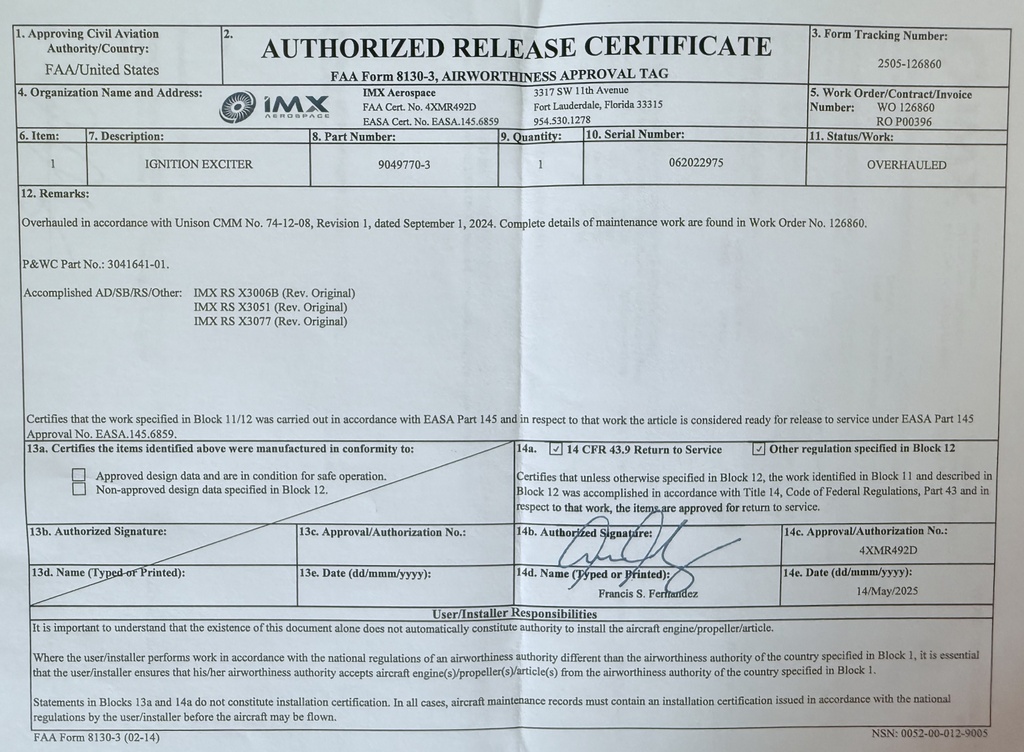 1. Approving Civil Aviation
Authority/Country:
FAA/United States
2.
AUTHORIZED RELEASE CERTIFICATE
FAA Form 8130-3, AIRWORTHINESS APPROVAL TAG
3. Form Tracking Number:
2505-126860
4. Organization Name and Address:
IMX
AEROSPACE
IMX Aerospace
FAA Cert. No. 4XMR492D
EASA Cert. No. EASA.145.6859
3317 SW 11th Avenue
Fort Lauderdale, Florida 33315
954.530.1278
5. Work Order/Contract/Invoice
Number: WO 126860
RO P00396
6. Item:
1
7. Description:
IGNITION EXCITER
8. Part Number:
9049770-3
9. Quantity:
1
10. Serial Number:
062022975
11. Status/Work:
OVERHAULED
12. Remarks:
Overhauled in accordance with Unison CMM No. 74-12-08, Revision 1, dated September 1, 2024. Complete details of maintenance work are found in Work Order No. 126860.
P&WC Part No.: 3041641-01.
Accomplished AD/SB/RS/Other: IMX RS X3006B (Rev. Original)
IMX RS X3051 (Rev. Original)
IMX RS X3077 (Rev. Original)
Certifies that the work specified in Block 11/12 was carried out in accordance with EASA Part 145 and in respect to that work the article is considered ready for release to service under EASA Part 145
Approval No. EASA.145.6859.
13a. Certifies the items identified above were manufactured in conformity to:
Approved design data and are in condition for safe operation.
Non-approved design data specified in Block 12.
14a. ✓ 14 CFR 43.9 Return to Service ✓ Other regulation specified in Block 12
Certifies that unless otherwise specified in Block 12, the work identified in Block 11 and described in
Block 12 was accomplished in accordance with Title 14, Code of Federal Regulations, Part 43 and in
respect to that work, the items are approved for return to service.
13b. Authorized Signature:
13c. Approval/Authorization No.:
14b. Authorized Signature:
14c. Approval/Authorization No.:
4XMR492D
13d. Name (Typed or Printed):
13e. Date (dd/mmm/yyyy):
14d. Name (Typed or Printed):
Francis S. Fernandez
14e. Date (dd/mmm/yyyy):
14/May/2025
User/Installer Responsibilities
It is important to understand that the existence of this document alone does not automatically constitute authority to install the aircraft engine/propeller/article.
Where the user/installer performs work in accordance with the national regulations of an airworthiness authority different than the airworthiness authority of the country specified in Block 1, it is essential
that the user/installer ensures that his/her airworthiness authority accepts aircraft engine(s)/propeller(s)/article(s) from the airworthiness authority of the country specified in Block 1.
Statements in Blocks 13a and 14a do not constitute installation certification. In all cases, aircraft maintenance records must contain an installation certification issued in accordance with the national
regulations by the user/installer before the aircraft may be flown.
FAA Form 8130-3 (02-14)
NSN: 0052-00-012-9005